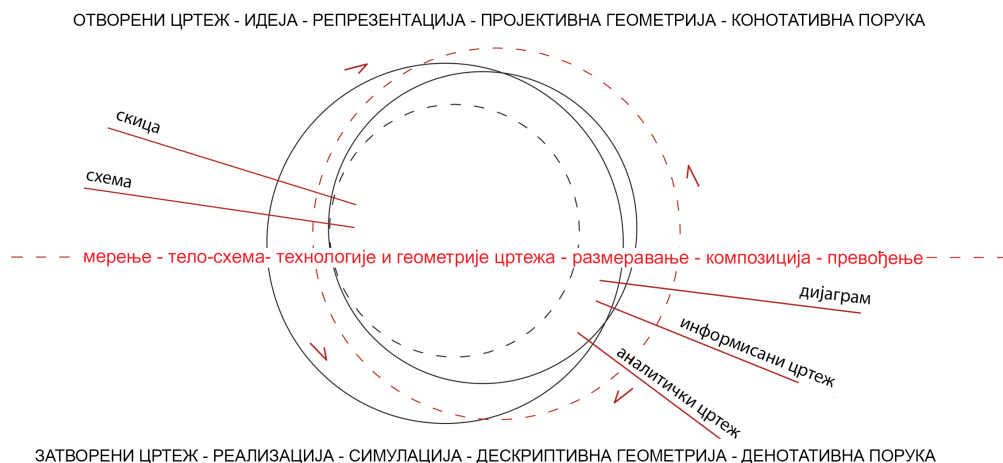 ОТВОРЕНИ ЦРТЕЖ - ИДЕЈА - РЕПРЕЗЕНТАЦИЈА - ПРОЈЕКТИВНА ГЕОМЕТРИЈА - КОНОТАТИВНА ПОРУКА
скица
схема
мерење - тело-схема- технологије и геометрије цртежа - размеравање - композиција - превођење
дијаграм
информисани цртеж
аналитички цртеж
ЗАТВОРЕНИ ЦРТЕЖ - РЕАЛИЗАЦИЈА - СИМУЛАЦИЈА - ДЕСКРИПТИВНА ГЕОМЕТРИЈА - ДЕНОТАТИВНА ПОРУКА